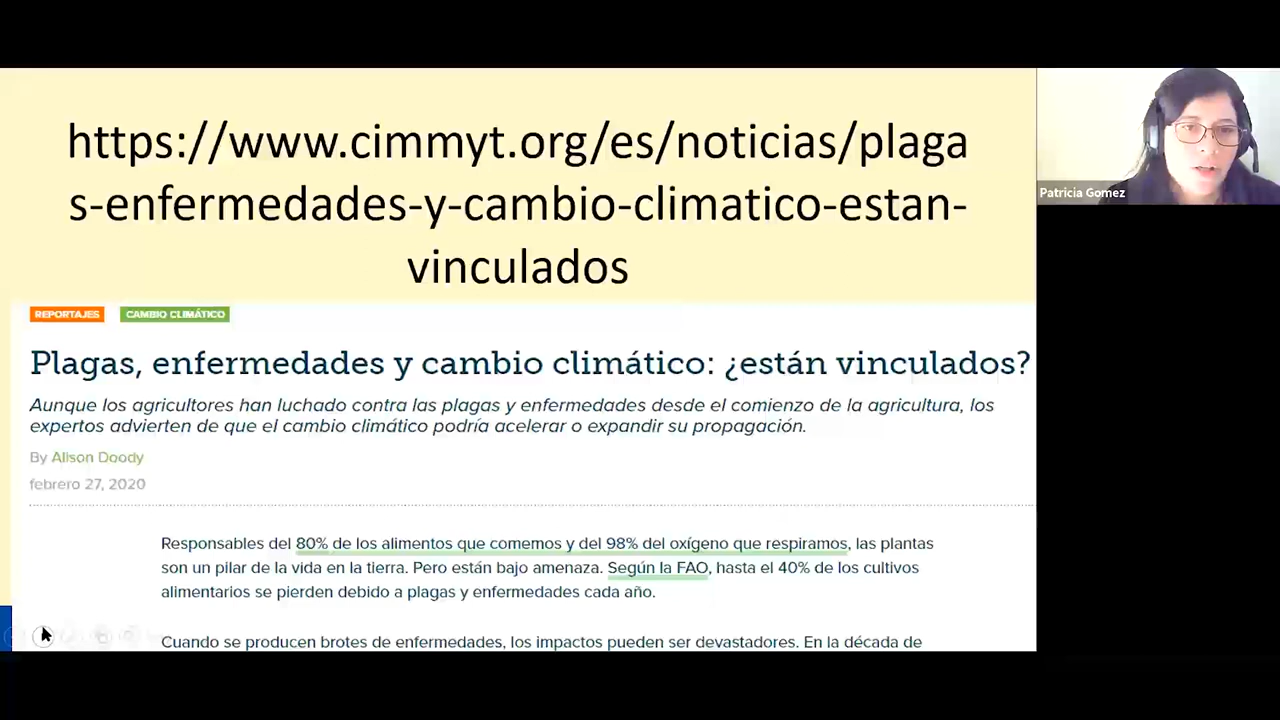 https://www.cimmyt.org/es/noticias/plaga
s-enfermedades-y-cambio-climatico-estan-
vinculados
Patricia Gomez
REPORTAJES CAMBIO CLIMÁTICO
Plagas, enfermedades y cambio climático: ¿están vinculados?
Aunque los agricultores han luchado contra las plagas y enfermedades desde el comienzo de la agricultura, los
expertos advierten de que el cambio climático podría acelerar o expandir su propagación.
By Alison Doody
febrero 27, 2020
Responsables del 80% de los alimentos que comemos y del 98% del oxígeno que respiramos, las plantas
son un pilar de la vida en la tierra. Pero están bajo amenaza. Según la FAO, hasta el 40% de los cultivos
alimentarios se pierden debido a plagas y enfermedades cada año.
Cuando se producen brotes de enfermedades, los impactos pueden ser devastadores. En la década de